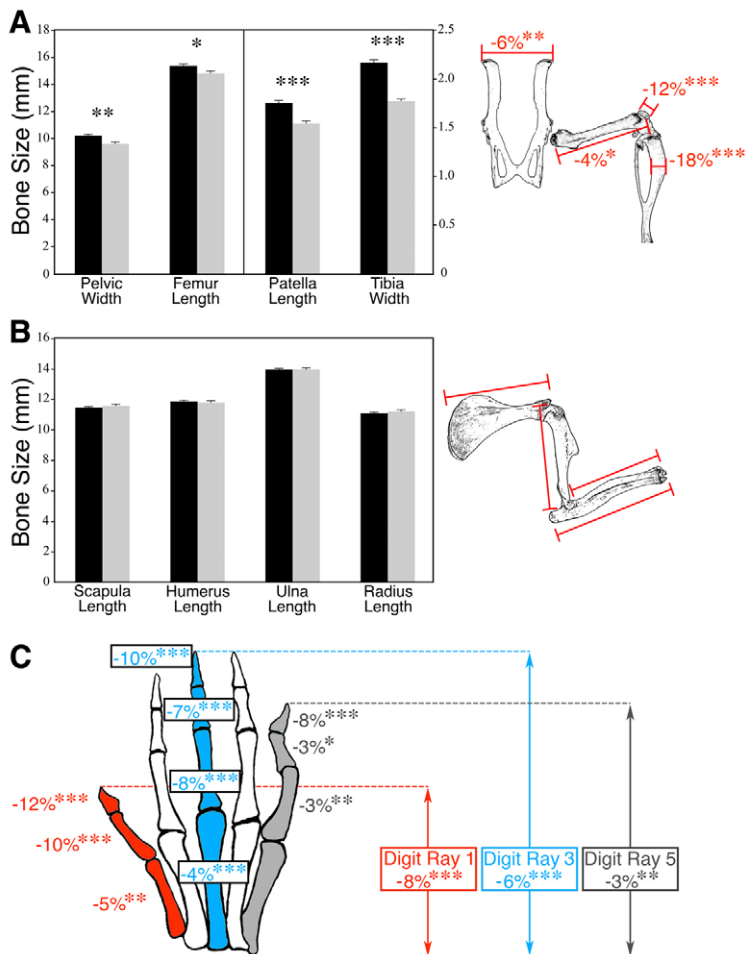 A
Bone Size (mm)
18
16
14
12
10
8
6
4
2
0
2.5
2.0
1.5
1.0
0.5
0
**
*
***
***
Pelvic
Width
Femur
Length
Patella
Length
Tibia
Width
-6%**
-12%***
-4%*
-18%***
B
Bone Size (mm)
16
14
12
10
8
6
4
2
0
Scapula
Length
Humerus
Length
Ulna
Length
Radius
Length
C
-10%***
-7%***
-8%***
-3%*
-8%***
-3%**
-12%***
-10%***
-4%***
-5%**
Digit Ray 1
-8%***
Digit Ray 3
-6%***
Digit Ray 5
-3%**